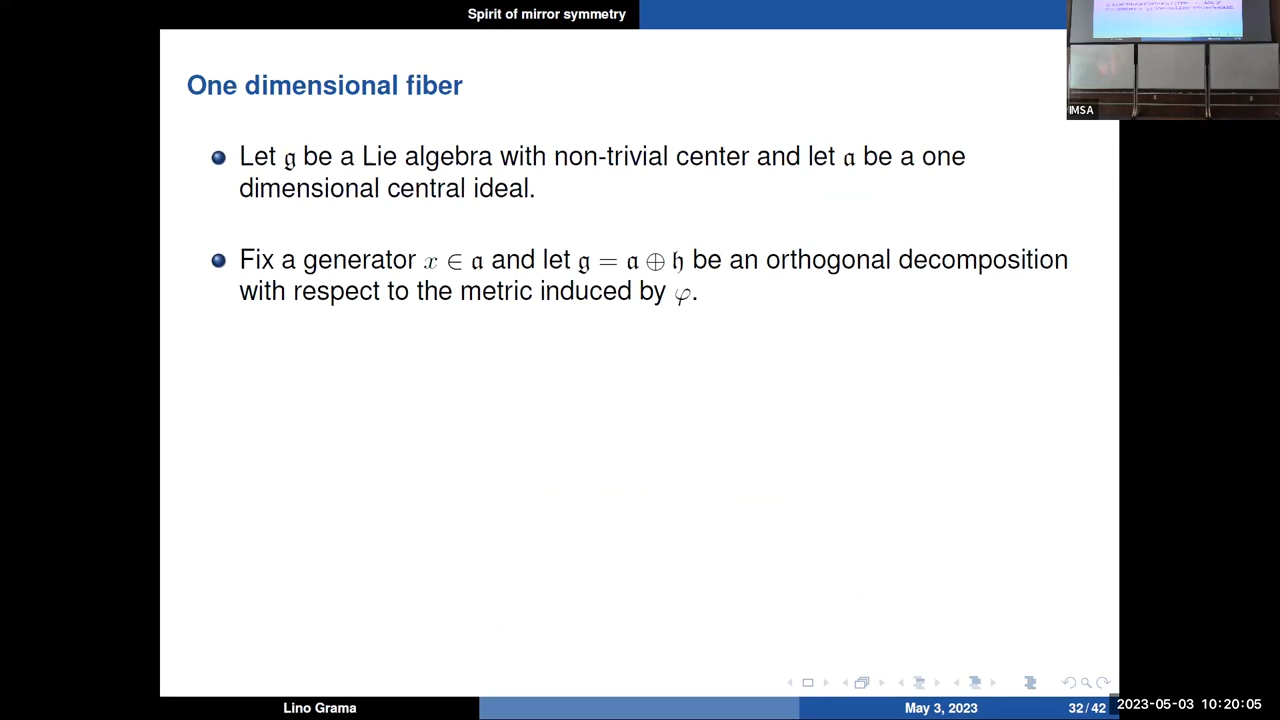 Spirit of mirror symmetry
IMSA
One dimensional fiber
Let 𝔤 be a Lie algebra with non-trivial center and let 𝔞 be a one
dimensional central ideal.
Fix a generator x ∈ 𝔞 and let 𝔤 = 𝔞 ⊕ 𝔥 be an orthogonal decomposition
with respect to the metric induced by φ.
Lino Grama
May 3, 2023
32/42
2023-05-03 10:20:05